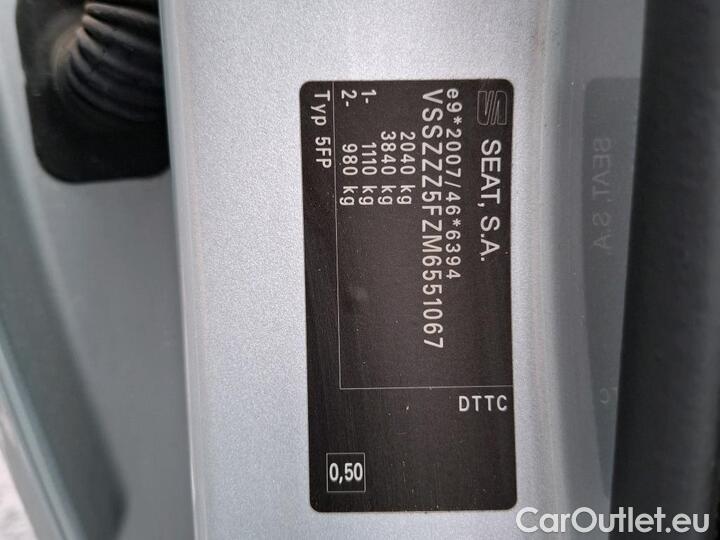 SEAT, S.A.
e9*2007/46*6394
VSSZZZ5FZM6551067
2040 kg
3840 kg
1- 1110 kg
2- 980 kg
Typ 5FP
DTTC
0,50
SEAT, S.A.
CarOutlet.eu